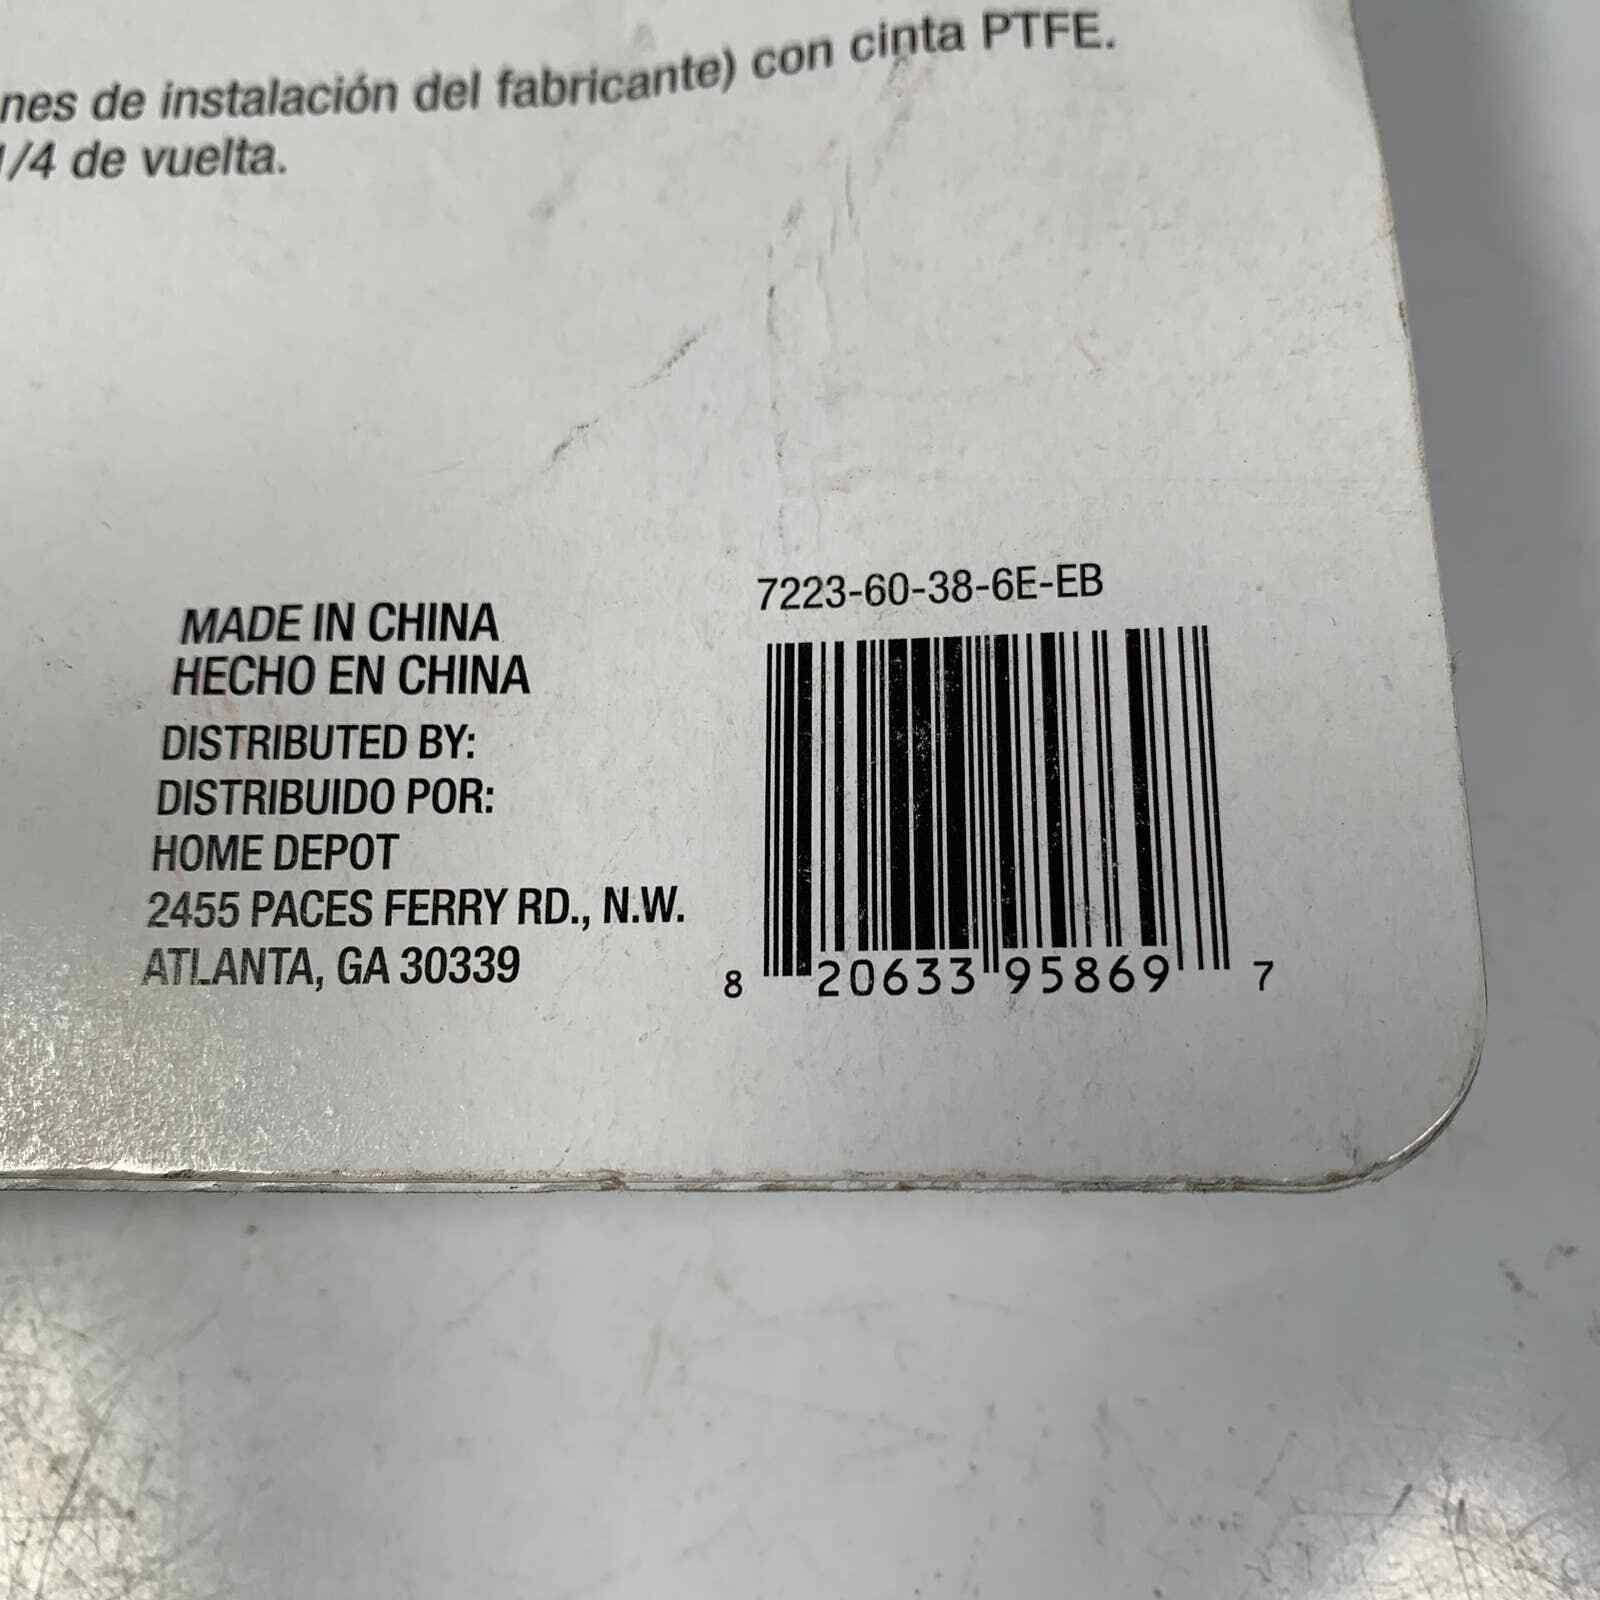 nes de instalación del fabricante) con cinta PTFE.
1/4 de vuelta.
7223-60-38-6E-EB
MADE IN CHINA
HECHO EN CHINA
DISTRIBUTED BY:
DISTRIBUIDO POR:
HOME DEPOT
2455 PACES FERRY RD., N.W.
ATLANTA, GA 30339
8 20633 95869 7